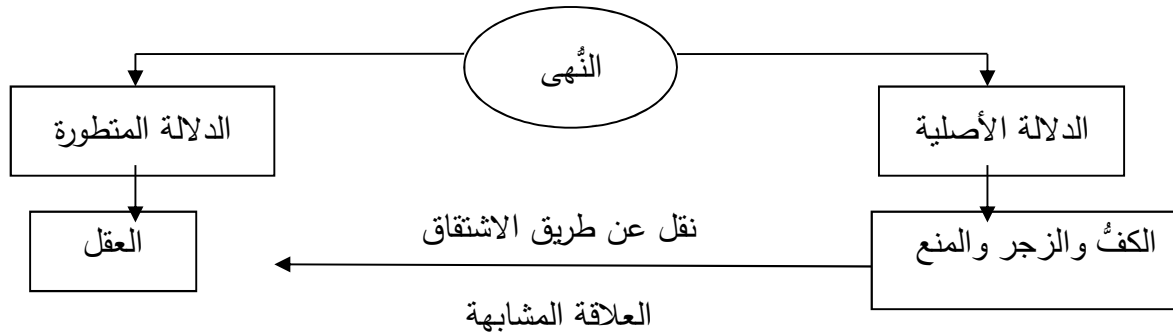 النُّهى
الدلالة الأصلية
الدلالة المتطورة
الكفُّ والزجر والمنع
نقل عن طريق الاشتقاق
العلاقة المشابهة
العقل